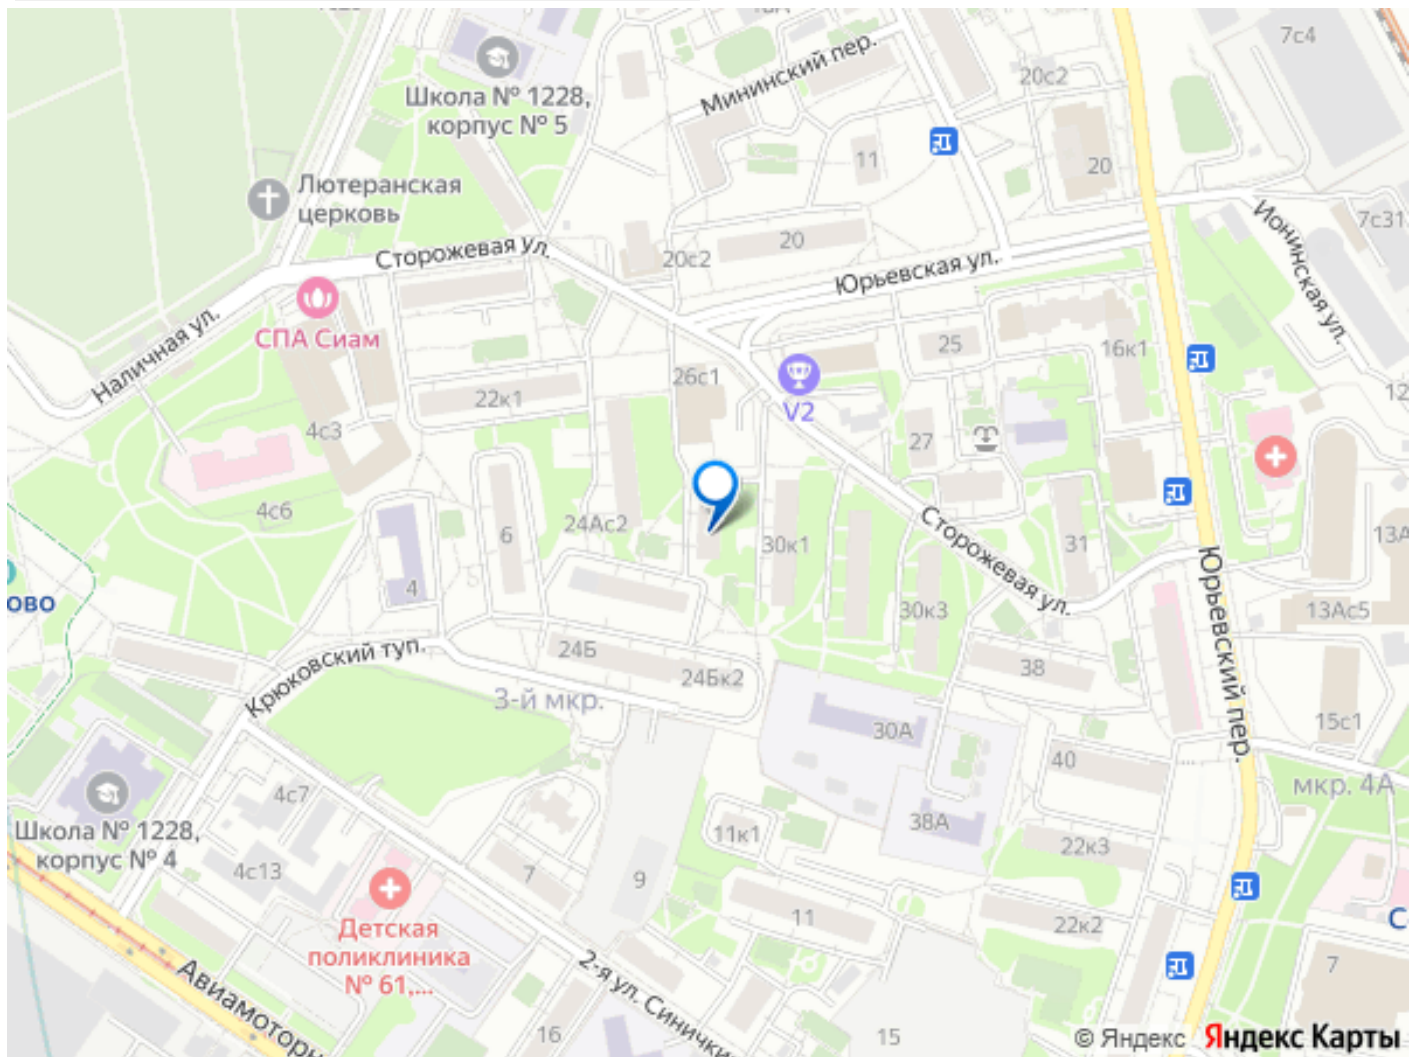 7с4
20с2
Мининский пер.
Школа № 1228,
корпус № 5
11
20
Лютеранская
церковь
Ионинская ул.
7с31
20
Сторожевая ул.
20с2
Юрьевская ул.
СПА Сиам
Наличная ул.
25
16к1
26с1
22к1
V2
12
4с3
27
4с6
6
24Ас2
30к1
Сторожевая ул.
31
13А
ово
4
30к3
13Ас5
Юрьевский пер.
Крюковский туп.
24Б
24Бк2
38
3-й мкр.
30А
15с1
40
мкр. 4А
4с7
Школа № 1228,
корпус № 4
11к1
38А
22к3
4с13
7
9
11
22к2
Детская
поликлиника
№ 61,...
С
7
Авиамоторн
2-я ул. Синички
16
15
© Яндекс Яндекс Карты